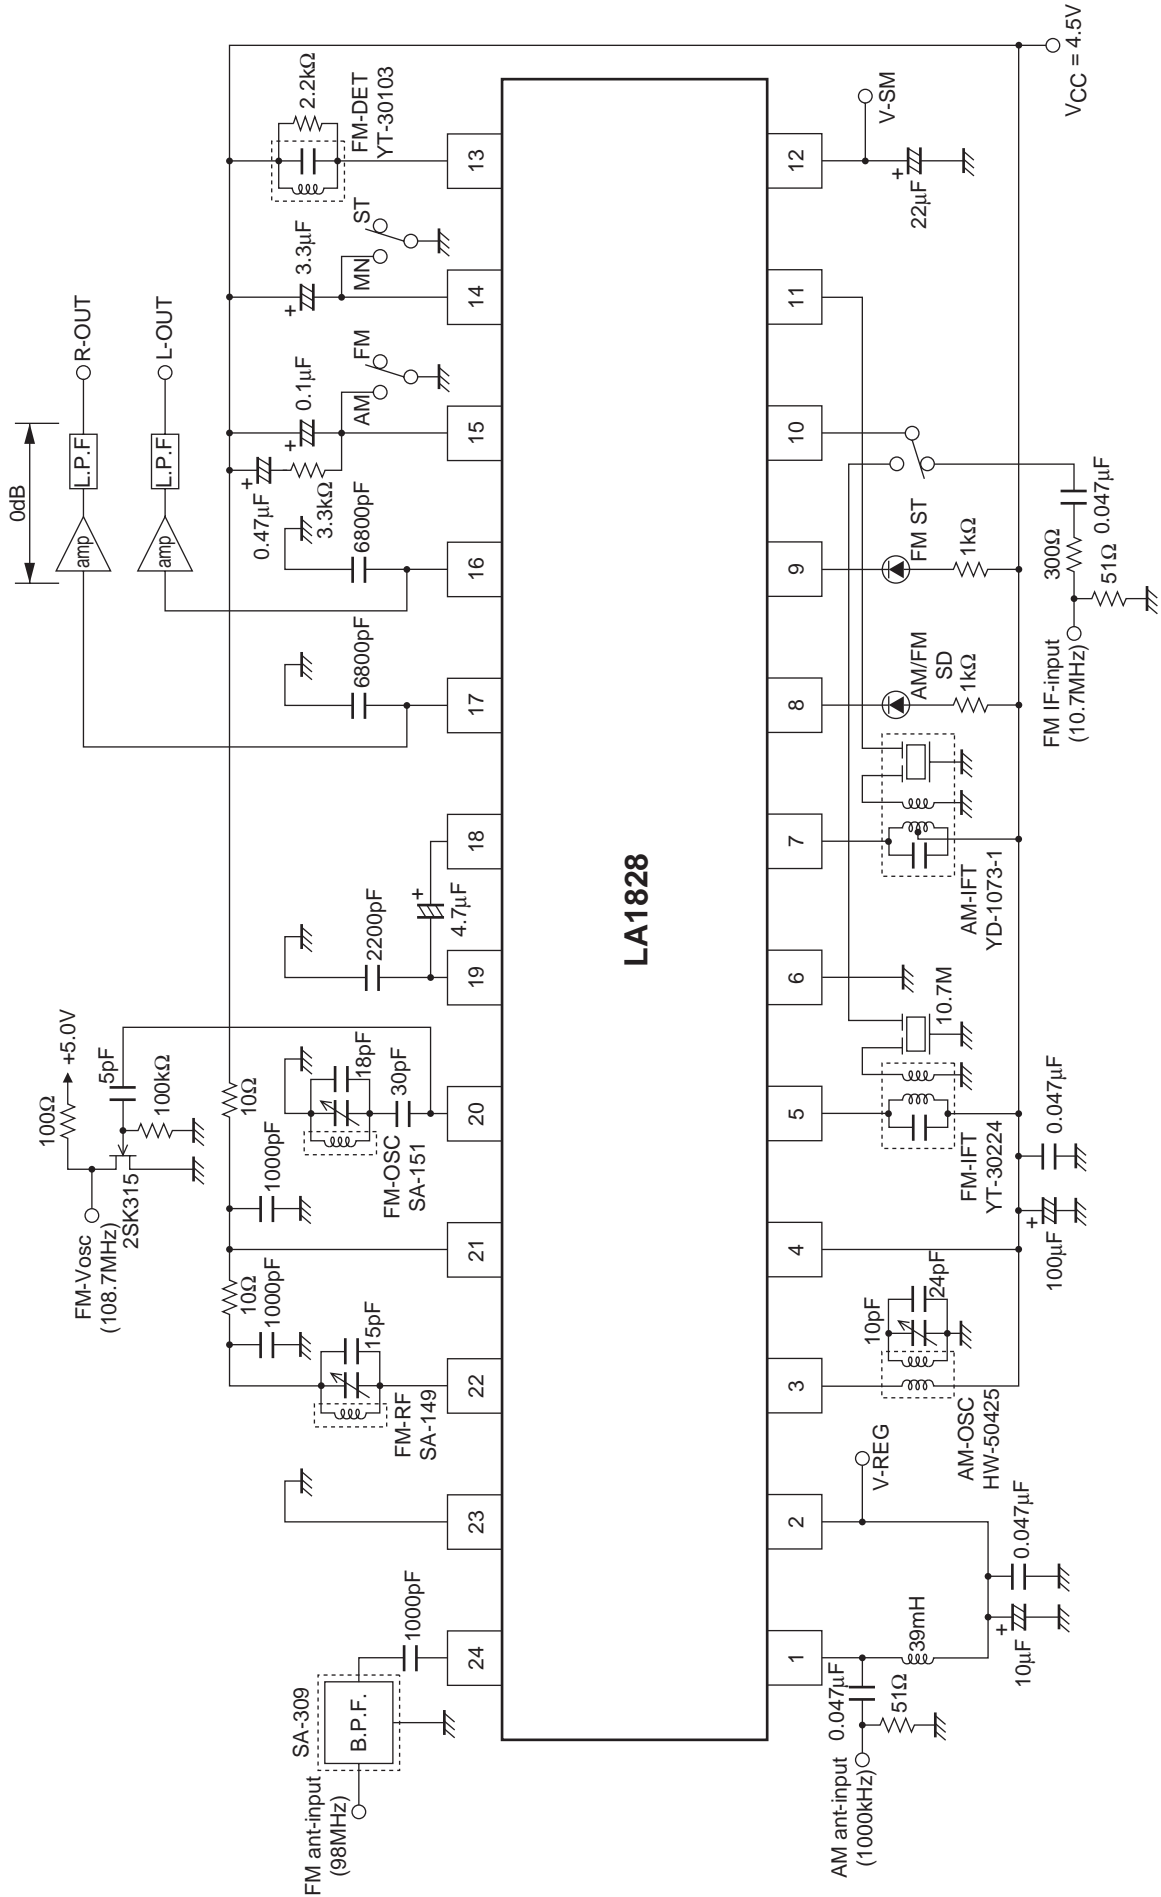 FM ant-input
(98MHz)
SA-309
B.P.F.
1000pF
FM-RF
SA-149
15pF
10Ω
1000pF
FM-Vosc
(108.7MHz)
2SK315
100Ω
+5.0V
5pF
100kΩ
1000pF
10Ω
FM-OSC
SA-151
18pF
30pF
2200pF
4.7µF
+
6800pF
6800pF
0dB
amp
L.P.F
R-OUT
amp
L.P.F
L-OUT
+
0.47µF
3.3kΩ
+
0.1µF
AM
FM
+
3.3µF
MN
ST
2.2kΩ
FM-DET
YT-30103
24
23
22
21
20
19
18
17
16
15
14
13
LA1828
1
2
3
4
5
6
7
8
9
10
11
12
AM ant-input
(1000kHz)
0.047µF
51Ω
39mH
+
10µF
0.047µF
V-REG
AM-OSC
HW-50425
10pF
24pF
+
100µF
0.047µF
FM-IFT
YT-30224
10.7M
AM-IFT
YD-1073-1
AM/FM
SD
1kΩ
FM ST
1kΩ
FM IF-input
(10.7MHz)
300Ω
51Ω
0.047µF
+
22µF
V-SM
VCC = 4.5V